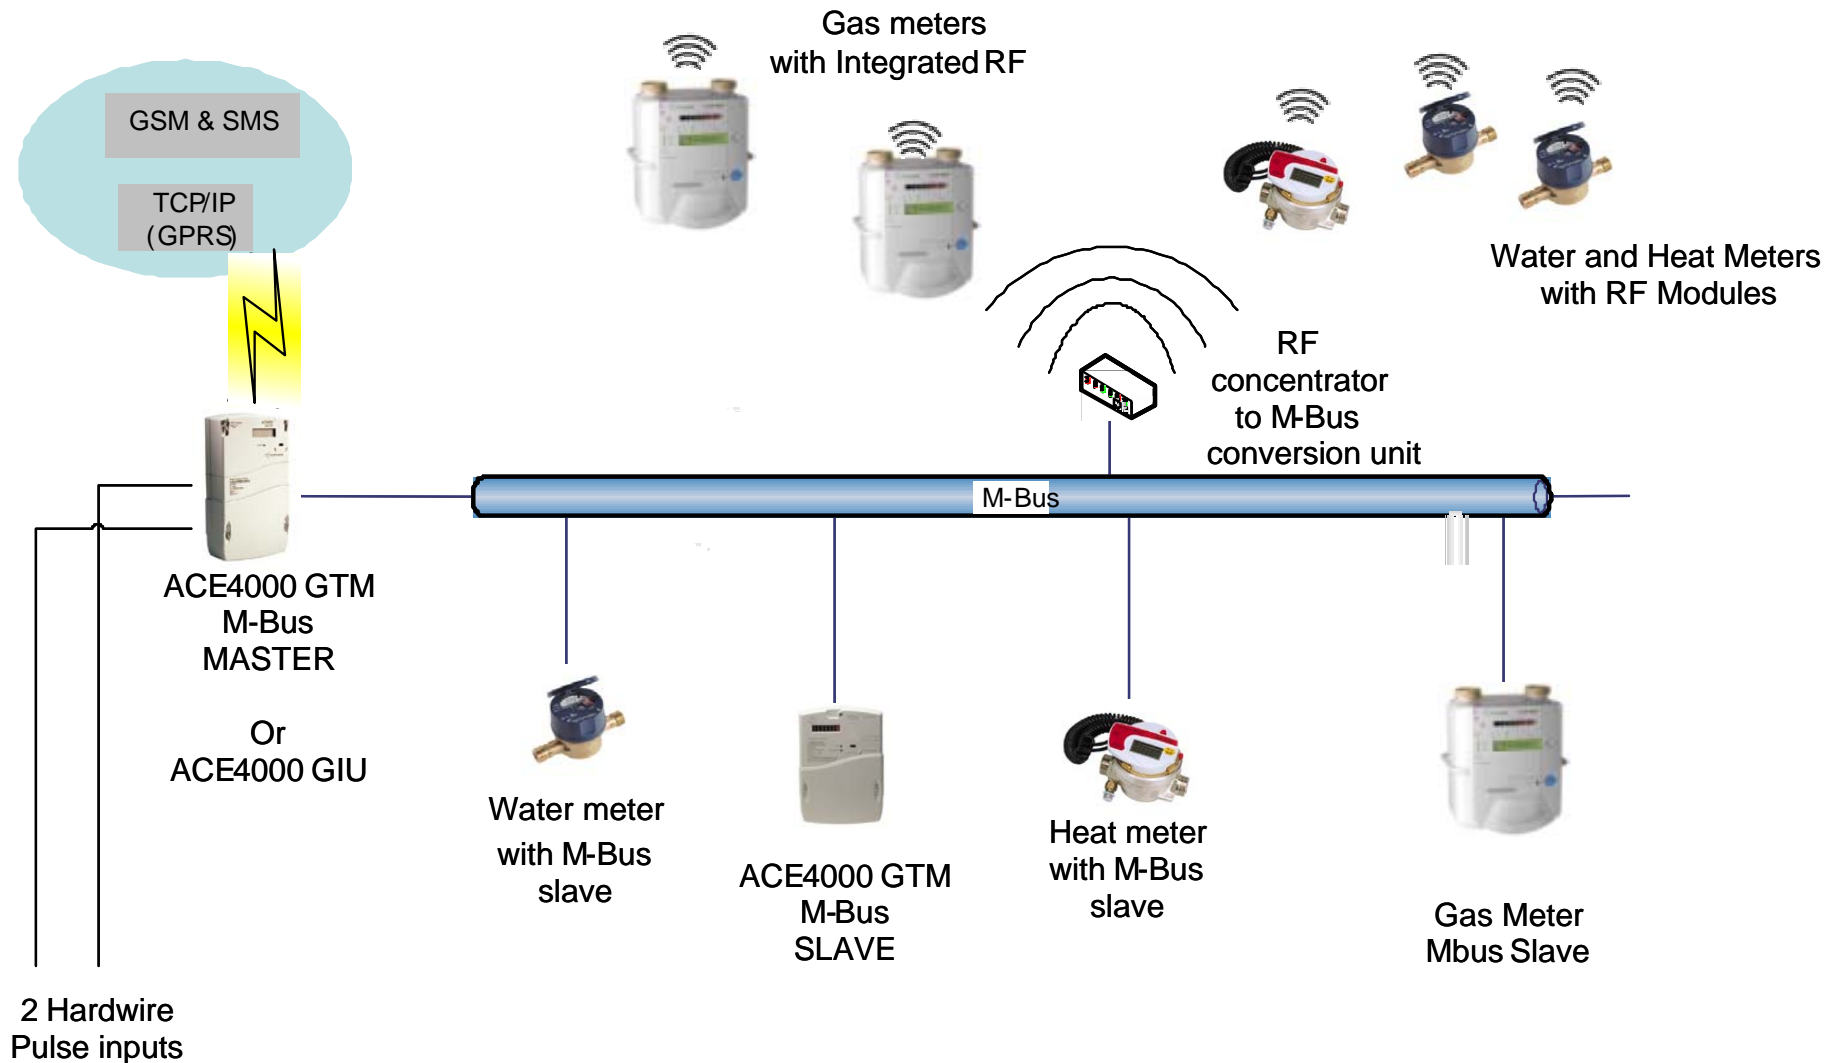 Gas meters
with Integrated RF
GSM & SMS
TCP/IP
(GPRS)
Water and Heat Meters
with RF Modules
RF
concentrator
to M-Bus
conversion unit
M-Bus
ACE4000 GTM
M-Bus
MASTER
Or
ACE4000 GIU
Water meter
with M-Bus
slave
ACE4000 GTM
M-Bus
SLAVE
Heat meter
with M-Bus
slave
Gas Meter
Mbus Slave
2 Hardwire
Pulse inputs